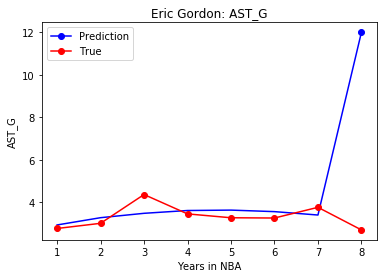 Eric Gordon: AST_G
Prediction
True
12
10
8
6
4
AST_G
1 2 3 4 5 6 7 8
Years in NBA